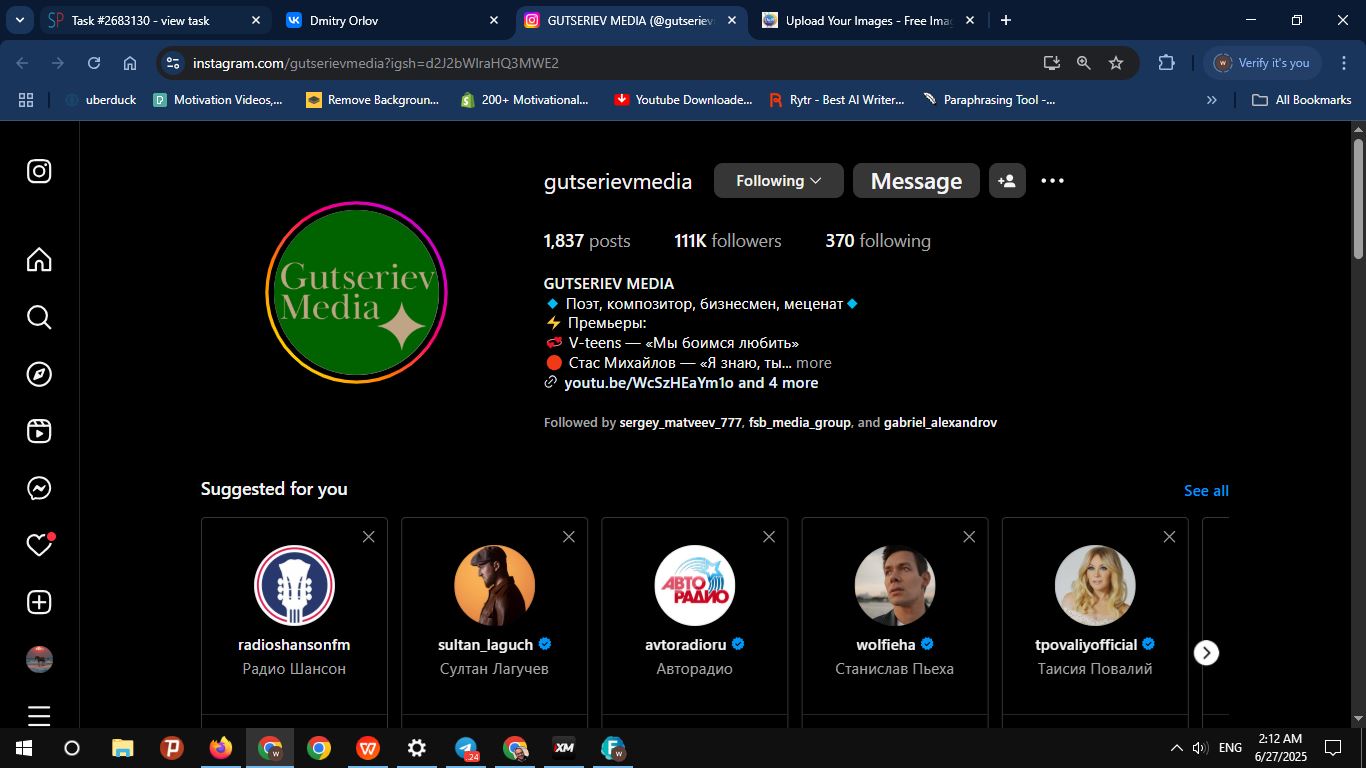 Task #2683130 - view task
Dmitry Orlov
GUTSERIEV MEDIA (@gutseriev
Upload Your Images - Free Ima
instagram.com/gutserievmedia?igsh=d2J2bWlraHQ3MWE2
Verify it's you
uberduck
Motivation Videos,...
Remove Backgroun...
200+ Motivational...
Youtube Downloade...
Rytr - Best AI Writer...
Paraphrasing Tool -...
All Bookmarks
gutserievmedia
Following
Message
1,837 posts
111K followers
370 following
Gutseriev
Media
GUTSERIEV MEDIA
🔹 Поэт, композитор, бизнесмен, меценат🔹
⚡ Премьеры:
💞 V-teens — «Мы боимся любить»
🔴 Стас Михайлов — «Я знаю, ты... more
youtu.be/WcSzHEaYm1o and 4 more
Followed by sergey_matveev_777, fsb_media_group, and gabriel_alexandrov
Suggested for you
See all
АВТО
РАДИО
radioshansonfm
Радио Шансон
sultan_laguch
Султан Лагучев
avtoradioru
Авторадио
wolfieha
Станислав Пьеха
tpovaliyofficial
Таисия Повалий
24
XM
ENG
2:12 AM
6/27/2025